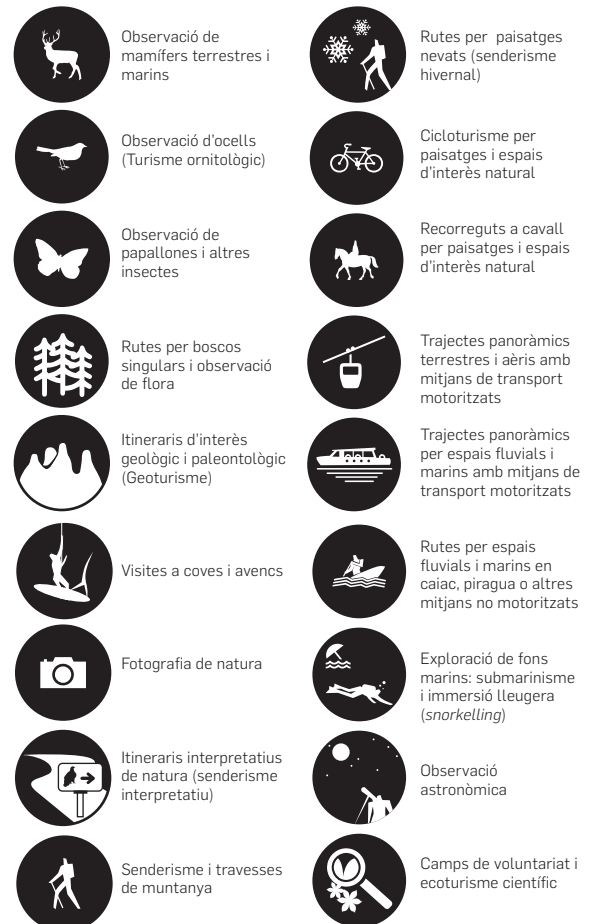 Observació de
mamífers terrestres i
marins
Observació d'ocells
(Turisme ornitològic)
Observació de
papallones i altres
insectes
Rutes per boscos
singulars i observació
de flora
Itineraris d'interès
geològic i paleontològic
(Geoturisme)
Visites a coves i avencs
Fotografia de natura
Itineraris interpretatius
de natura (senderisme
interpretatiu)
Senderisme i travesses
de muntanya
Rutes per paisatges
nevats (senderisme
hivernal)
Cicloturisme per
paisatges i espais
d'interès natural
Recorreguts a cavall
per paisatges i espais
d'interès natural
Trajectes panoràmics
terrestres i aèris amb
mitjans de transport
motoritzats
Trajectes panoràmics
per espais fluvials i
marins amb mitjans de
transport motoritzats
Rutes per espais
fluvials i marins en
caiac, piragua o altres
mitjans no motoritzats
Exploració de fons
marins: submarinisme
i immersió lleugera
(snorkelling)
Observació
astronòmica
Camps de voluntariat i
ecoturisme científic